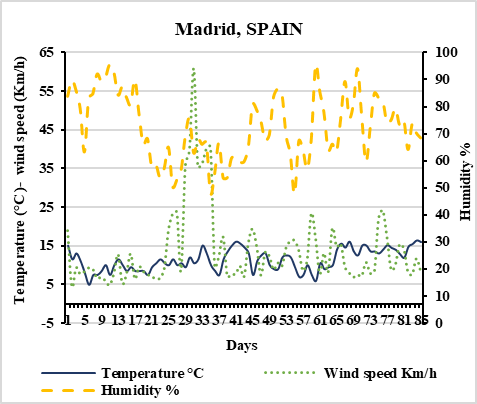 Madrid, SPAIN
Temperature (°C) – wind speed (Km/h)
65
55
45
35
25
15
5
-5
100
90
80
70
60
50
40
30
20
10
0
Humidity %
1 5 9 13 17 21 25 29 33 37 41 45 49 53 57 61 65 69 73 77 81 85
Days
Temperature °C
Wind speed Km/h
Humidity %